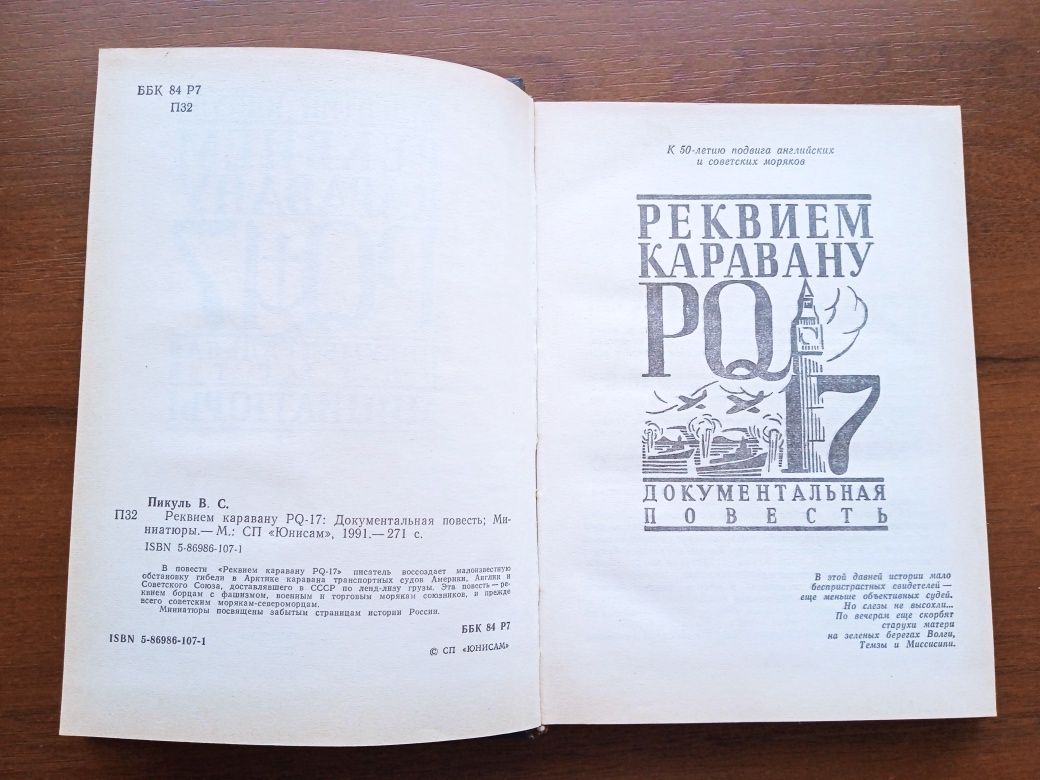 ББК 84 Р7
П32
Пикуль В. С.
П32 Реквием каравану PQ-17: Документальная повесть; Ми-
ниатюры.— М.: СП «Юнисам», 1991.— 271 с.
ISBN 5-86986-107-1
В повести «Реквием каравану PQ-17» писатель воссоздает малоизвестную
обстановку гибели в Арктике каравана транспортных судов Америки, Англии и
Советского Союза, доставлявшего в СССР по ленд-лизу грузы. Эта повесть — ре-
квием борцам с фашизмом, военным и торговым морякам союзников, и прежде
всего советским морякам-североморцам.
Миниатюры посвящены забытым страницам истории России.
ББК 84 Р7
ISBN 5-86986-107-1
© СП «ЮНИСАМ»
К 50-летию подвига английских
и советских моряков
РЕКВИЕМ
КАРАВАНУ
PQ
17
ДОКУМЕНТАЛЬНАЯ
ПОВЕСТЬ
В этой давней истории мало
беспристрастных свидетелей —
еще меньше объективных судей.
Но слезы не высохли...
По вечерам еще скорбят
старухи матери
на зеленых берегах Волги,
Темзы и Миссисипи.